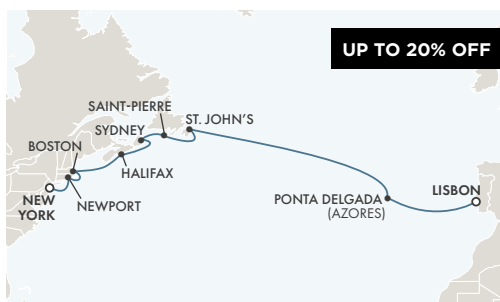 UP TO 20% OFF
SAINT-PIERRE
ST. JOHN'S
SYDNEY
BOSTON
HALIFAX
NEW
YORK
NEWPORT
PONTA DELGADA
(AZORES)
LISBON